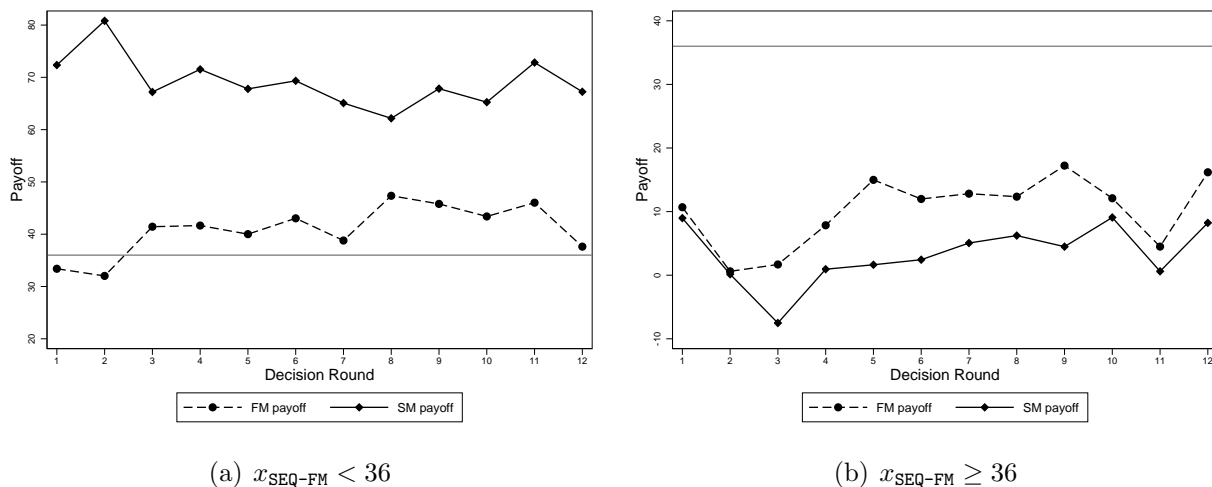 80
70
60
50
40
30
20
Payoff
1 2 3 4 5 6 7 8 9 10 11 12
Decision Round
FM payoff SM payoff
(a) x_SEQ-FM < 36
40
30
20
10
0
-10
Payoff
1 2 3 4 5 6 7 8 9 10 11 12
Decision Round
FM payoff SM payoff
(b) x_SEQ-FM ≥ 36